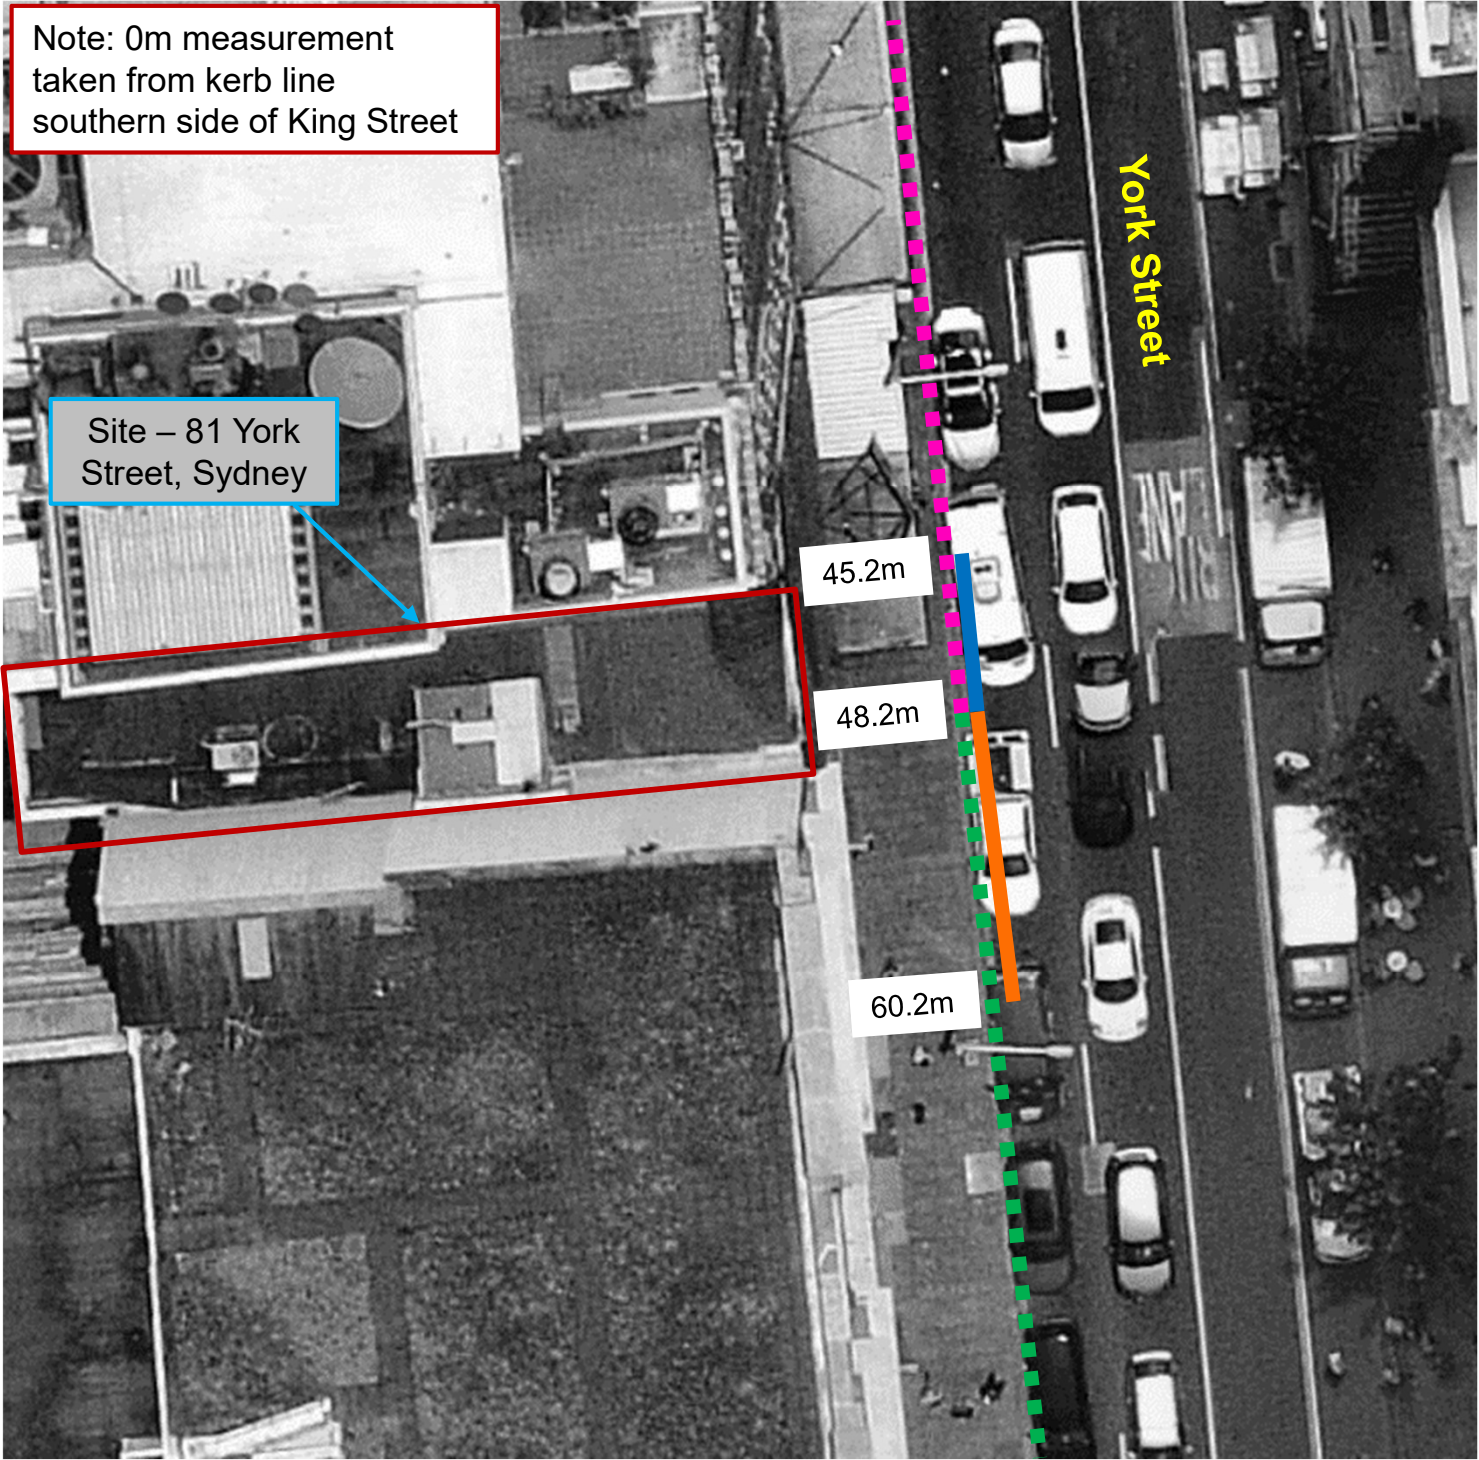 Note: 0m measurement
taken from kerb line
southern side of King Street
York Street
Site – 81 York
Street, Sydney
45.2m
48.2m
60.2m